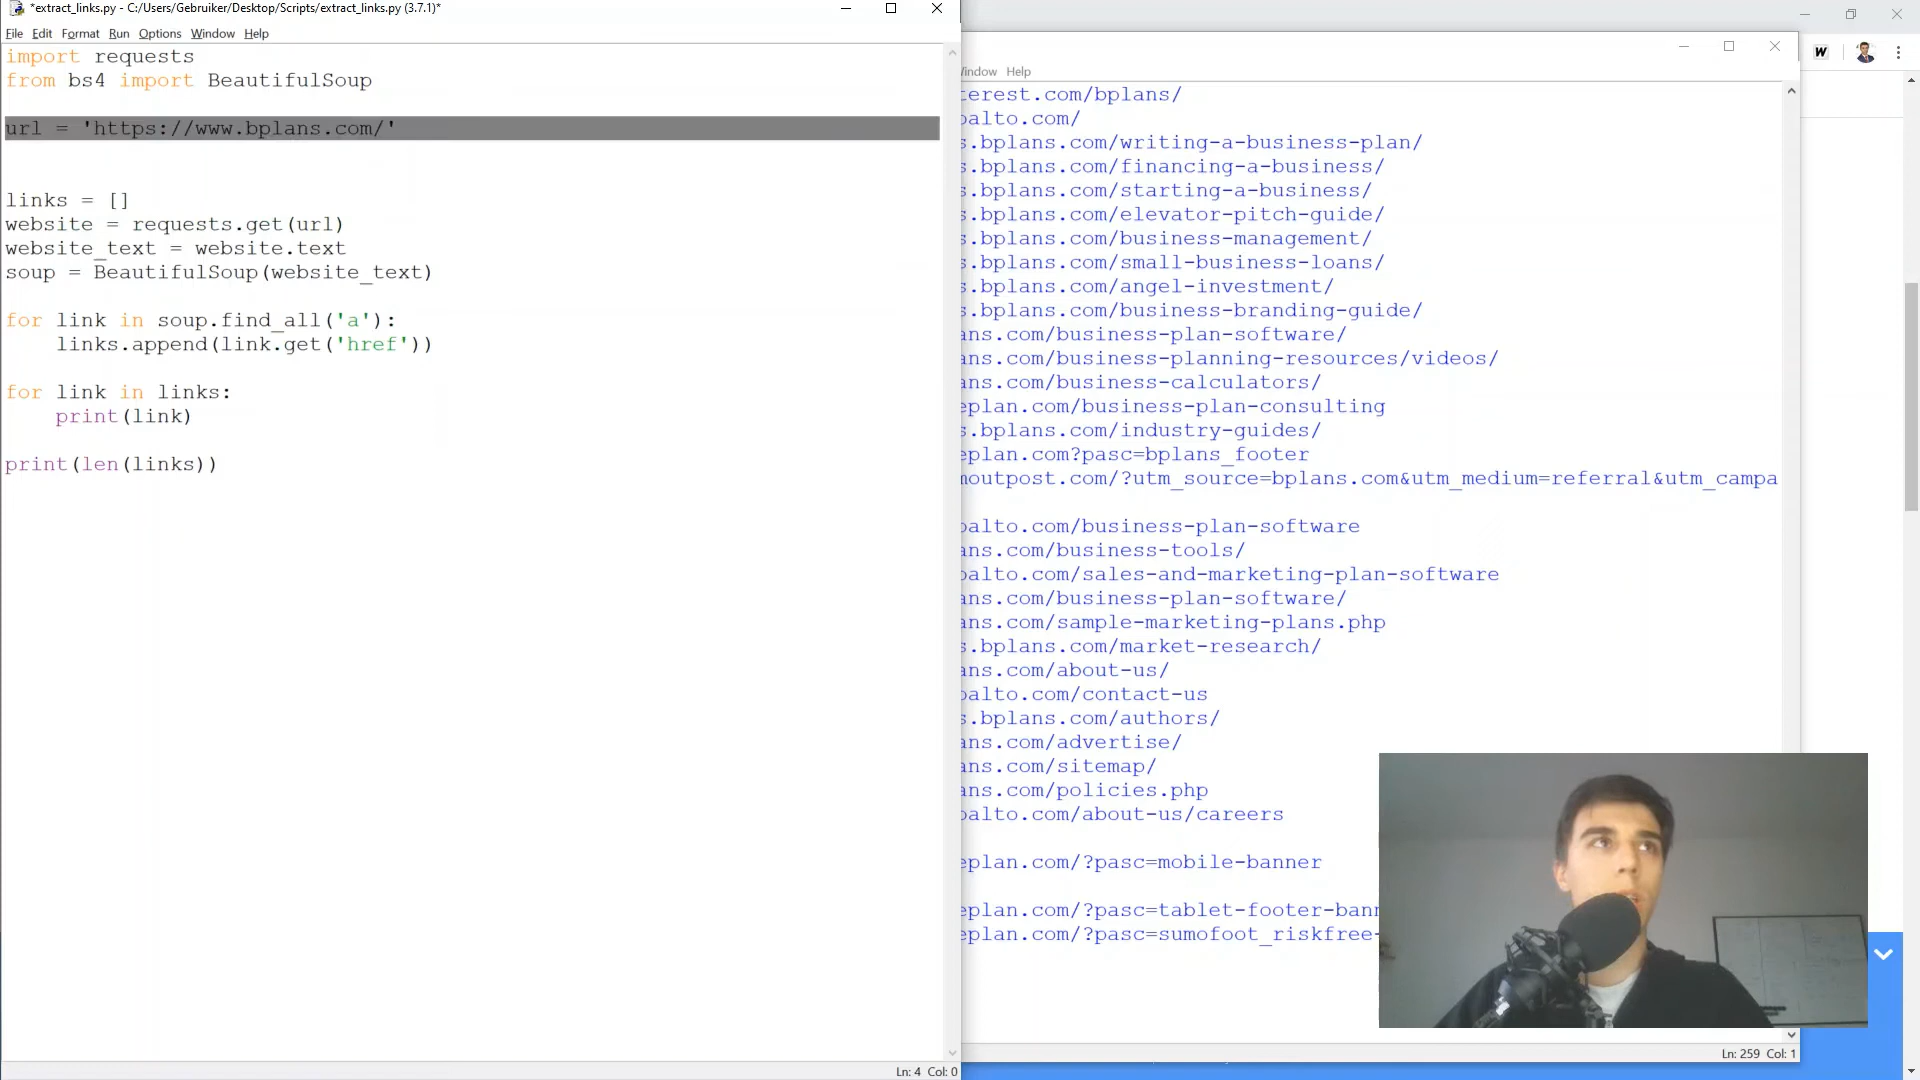 *extract_links.py - C:/Users/Gebruiker/Desktop/Scripts/extract_links.py (3.7.1)*
File Edit Format Run Options Window Help
import requests
from bs4 import BeautifulSoup
url = 'https://www.bplans.com/'
links = []
website = requests.get(url)
website_text = website.text
soup = BeautifulSoup(website_text)
for link in soup.find_all('a'):
    links.append(link.get('href'))
for link in links:
    print(link)
print(len(links))
Ln: 4 Col: 0
Window Help
terest.com/bplans/
palto.com/
s.bplans.com/writing-a-business-plan/
s.bplans.com/financing-a-business/
s.bplans.com/starting-a-business/
s.bplans.com/elevator-pitch-guide/
s.bplans.com/business-management/
s.bplans.com/small-business-loans/
s.bplans.com/angel-investment/
s.bplans.com/business-branding-guide/
ans.com/business-plan-software/
ans.com/business-planning-resources/videos/
ans.com/business-calculators/
eplan.com/business-plan-consulting
s.bplans.com/industry-guides/
eplan.com?pasc=bplans_footer
moutpost.com/?utm_source=bplans.com&utm_medium=referral&utm_campa
palto.com/business-plan-software
ans.com/business-tools/
palto.com/sales-and-marketing-plan-software
ans.com/business-plan-software/
ans.com/sample-marketing-plans.php
s.bplans.com/market-research/
ans.com/about-us/
palto.com/contact-us
s.bplans.com/authors/
ans.com/advertise/
ans.com/sitemap/
ans.com/policies.php
palto.com/about-us/careers
eplan.com/?pasc=mobile-banner
eplan.com/?pasc=tablet-footer-bann
eplan.com/?pasc=sumofoot_riskfree-
Ln: 259 Col: 1
W